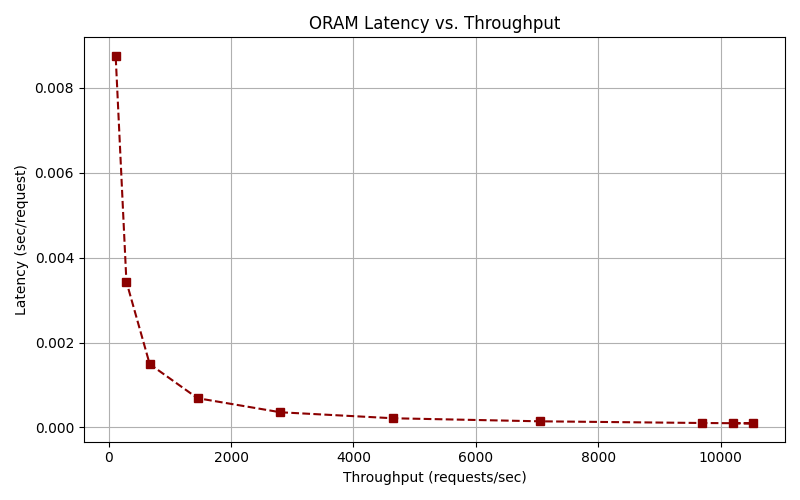 ORAM Latency vs. Throughput
Latency (sec/request)
0.008
0.006
0.004
0.002
0.000
0 2000 4000 6000 8000 10000
Throughput (requests/sec)